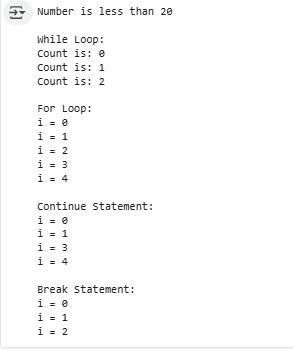 Number is less than 20
While Loop:
Count is: 0
Count is: 1
Count is: 2
For Loop:
i = 0
i = 1
i = 2
i = 3
i = 4
Continue Statement:
i = 0
i = 1
i = 3
i = 4
Break Statement:
i = 0
i = 1
i = 2